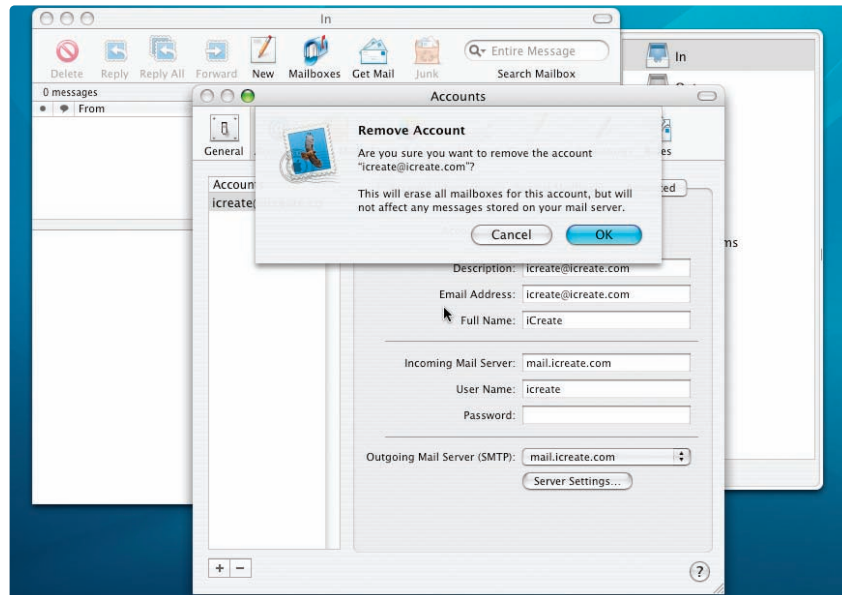 In
Delete Reply Reply All Forward New Mailboxes Get Mail Junk Entire Message
Search Mailbox
0 messages
From
In
Accounts
General
Remove Account
Are you sure you want to remove the account
“icreate@icreate.com”?
This will erase all mailboxes for this account, but will
not affect any messages stored on your mail server.
Cancel OK
Description: icreate@icreate.com
Email Address: icreate@icreate.com
Full Name: iCreate
Incoming Mail Server: mail.icreate.com
User Name: icreate
Password:
Outgoing Mail Server (SMTP): mail.icreate.com
Server Settings...
+ − ?